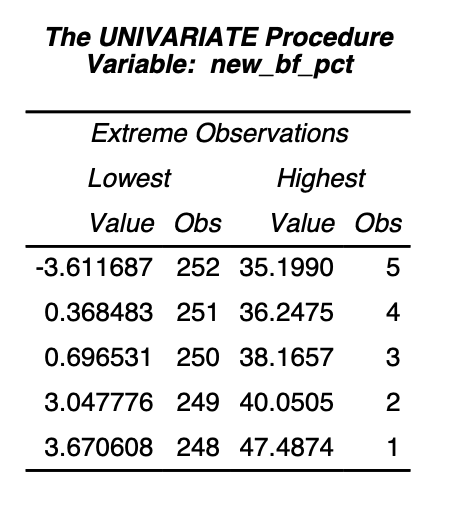 The UNIVARIATE Procedure
Variable: new_bf_pct
Extreme Observations
Lowest Highest
Value Obs Value Obs
-3.611687 252 35.1990 5
0.368483 251 36.2475 4
0.696531 250 38.1657 3
3.047776 249 40.0505 2
3.670608 248 47.4874 1